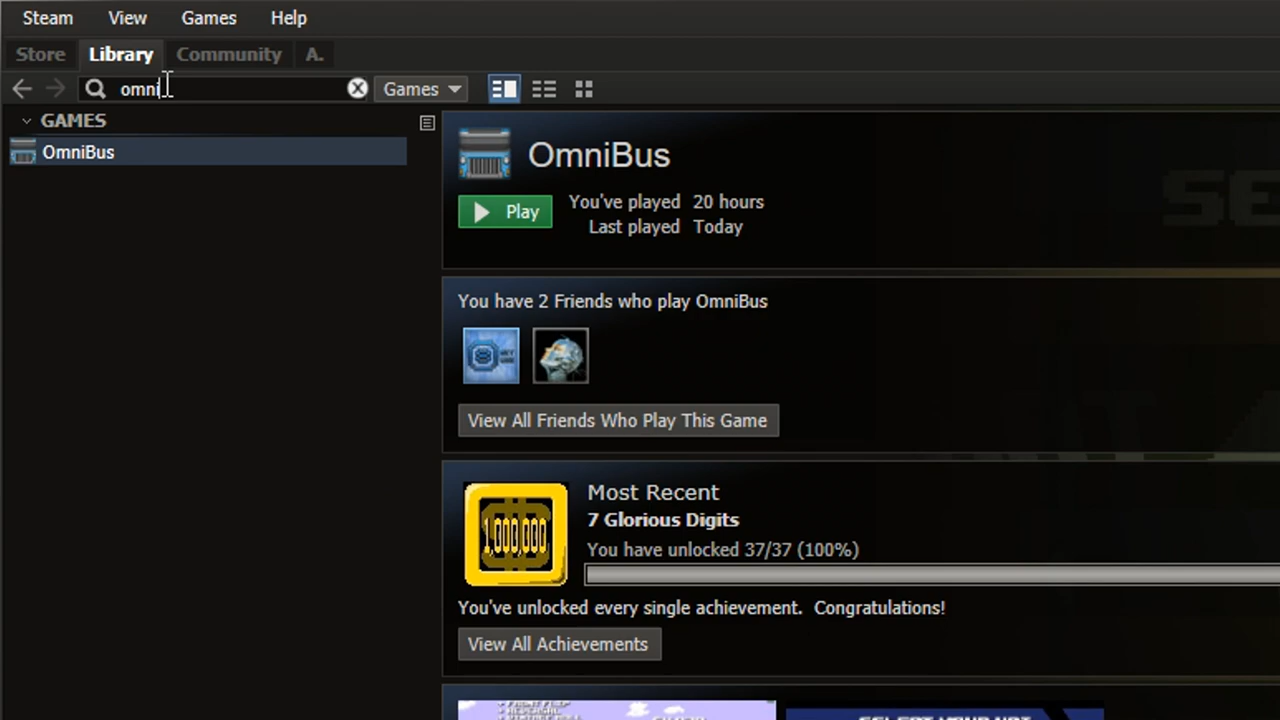 Steam View Games Help
Store Library Community A.
omni Games
GAMES
OmniBus
OmniBus
Play
You've played 20 hours
Last played Today
You have 2 Friends who play OmniBus
View All Friends Who Play This Game
Most Recent
7 Glorious Digits
1,000,000
You have unlocked 37/37 (100%)
You've unlocked every single achievement. Congratulations!
View All Achievements